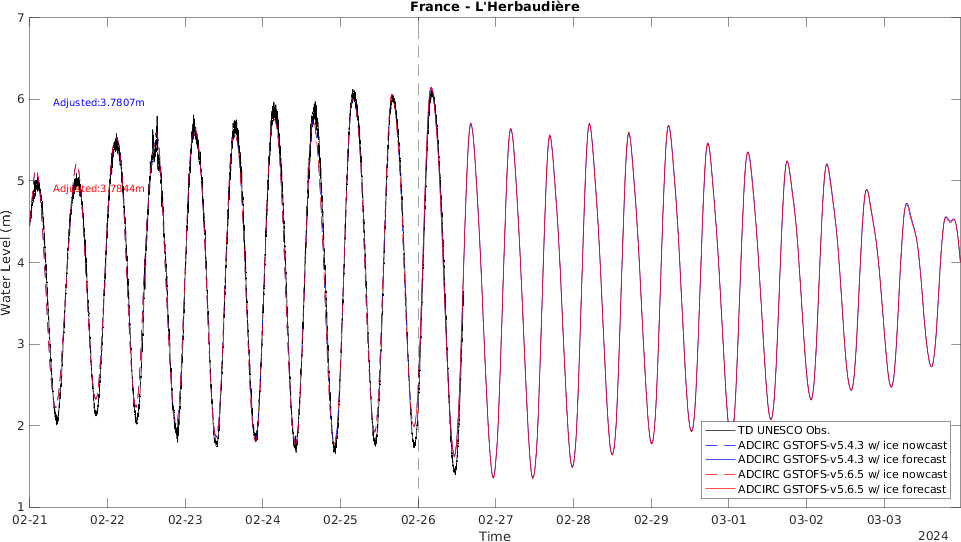 France - L'Herbaudière
7
6
5
4
3
2
1
Water Level (m)
Adjusted:3.7807m
Adjusted:3.7844m
TD UNESCO Obs.
ADCIRC GSTOFS-v5.4.3 w/ ice nowcast
ADCIRC GSTOFS-v5.4.3 w/ ice forecast
ADCIRC GSTOFS-v5.6.5 w/ ice nowcast
ADCIRC GSTOFS-v5.6.5 w/ ice forecast
02-21 02-22 02-23 02-24 02-25 02-26 02-27 02-28 02-29 03-01 03-02 03-03
Time
2024